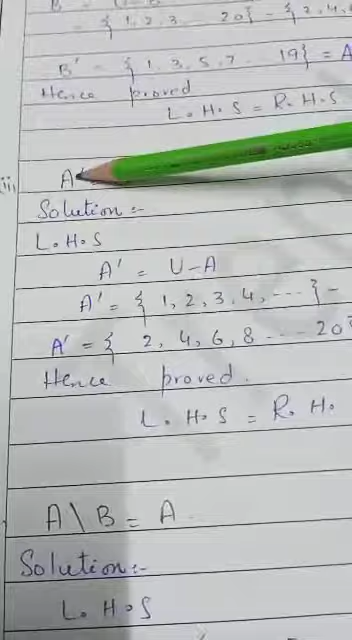 = { 1, 2, 3 ... 20} - {2, 4,
B' = { 1, 3, 5, 7 ... 19} = A
Hence proved
L.H.S = R.H.S
A'
Solution :-
L.H.S
A' = U-A
A' = { 1, 2, 3, 4, ....} -
A' = { 2, 4, 6, 8 ... 20}
Hence proved.
L.H.S = R.H.
A \ B = A
Solution:-
L.H.S